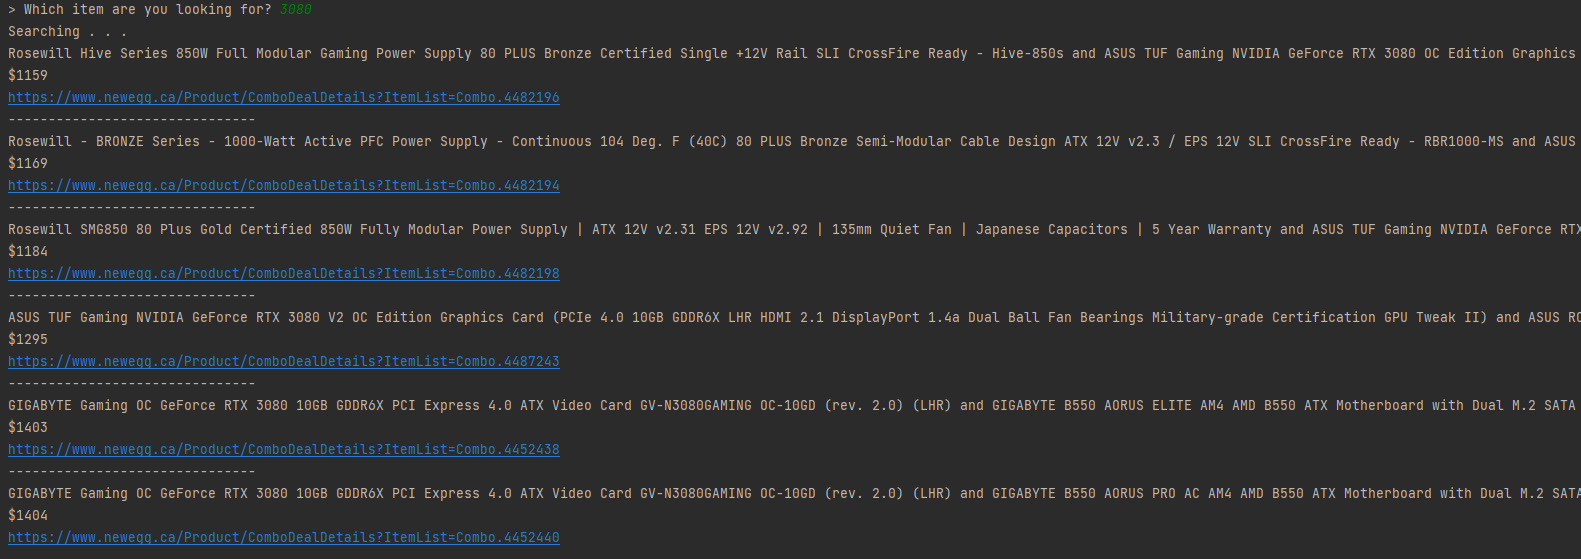 > Which item are you looking for? 3080
Searching . . .
Rosewill Hive Series 850W Full Modular Gaming Power Supply 80 PLUS Bronze Certified Single +12V Rail SLI CrossFire Ready - Hive-850s and ASUS TUF Gaming NVIDIA GeForce RTX 3080 OC Edition Graphics
$1159
https://www.newegg.ca/Product/ComboDealDetails?ItemList=Combo.4482196
-------------------------------
Rosewill - BRONZE Series - 1000-Watt Active PFC Power Supply - Continuous 104 Deg. F (40C) 80 PLUS Bronze Semi-Modular Cable Design ATX 12V v2.3 / EPS 12V SLI CrossFire Ready - RBR1000-MS and ASUS
$1169
https://www.newegg.ca/Product/ComboDealDetails?ItemList=Combo.4482194
-------------------------------
Rosewill SMG850 80 Plus Gold Certified 850W Fully Modular Power Supply | ATX 12V v2.31 EPS 12V v2.92 | 135mm Quiet Fan | Japanese Capacitors | 5 Year Warranty and ASUS TUF Gaming NVIDIA GeForce RTX
$1184
https://www.newegg.ca/Product/ComboDealDetails?ItemList=Combo.4482198
-------------------------------
ASUS TUF Gaming NVIDIA GeForce RTX 3080 V2 OC Edition Graphics Card (PCIe 4.0 10GB GDDR6X LHR HDMI 2.1 DisplayPort 1.4a Dual Ball Fan Bearings Military-grade Certification GPU Tweak II) and ASUS RO
$1295
https://www.newegg.ca/Product/ComboDealDetails?ItemList=Combo.4487243
-------------------------------
GIGABYTE Gaming OC GeForce RTX 3080 10GB GDDR6X PCI Express 4.0 ATX Video Card GV-N3080GAMING OC-10GD (rev. 2.0) (LHR) and GIGABYTE B550 AORUS ELITE AM4 AMD B550 ATX Motherboard with Dual M.2 SATA
$1403
https://www.newegg.ca/Product/ComboDealDetails?ItemList=Combo.4452438
-------------------------------
GIGABYTE Gaming OC GeForce RTX 3080 10GB GDDR6X PCI Express 4.0 ATX Video Card GV-N3080GAMING OC-10GD (rev. 2.0) (LHR) and GIGABYTE B550 AORUS PRO AC AM4 AMD B550 ATX Motherboard with Dual M.2 SATA
$1404
https://www.newegg.ca/Product/ComboDealDetails?ItemList=Combo.4452440